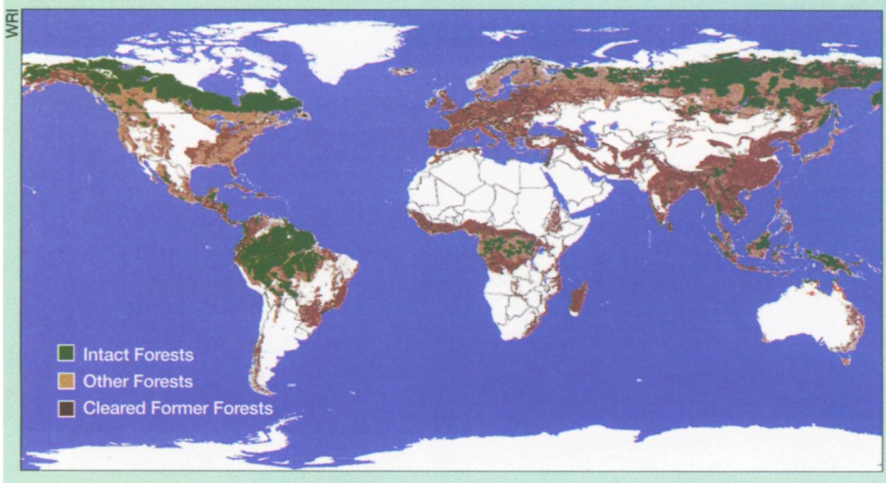 WRI
Intact Forests
Other Forests
Cleared Former Forests